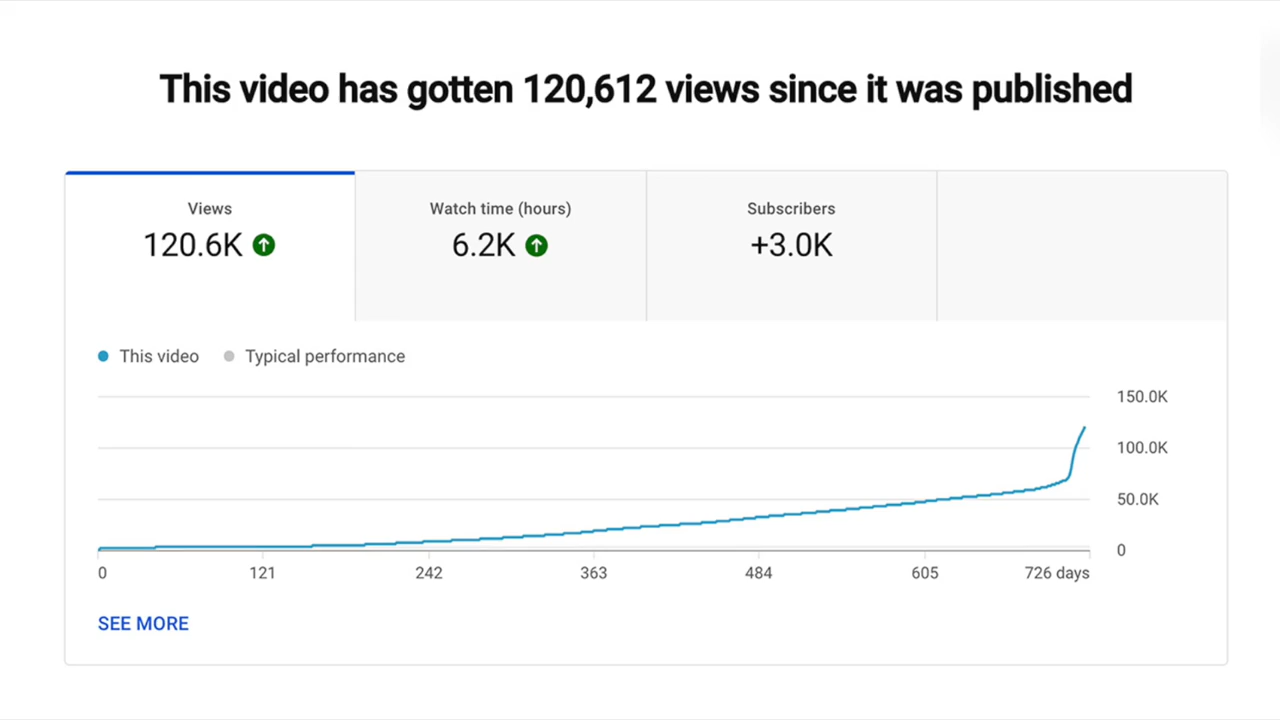 This video has gotten 120,612 views since it was published
Views
120.6K
Watch time (hours)
6.2K
Subscribers
+3.0K
This video
Typical performance
150.0K
100.0K
50.0K
0
0 121 242 363 484 605 726 days
SEE MORE